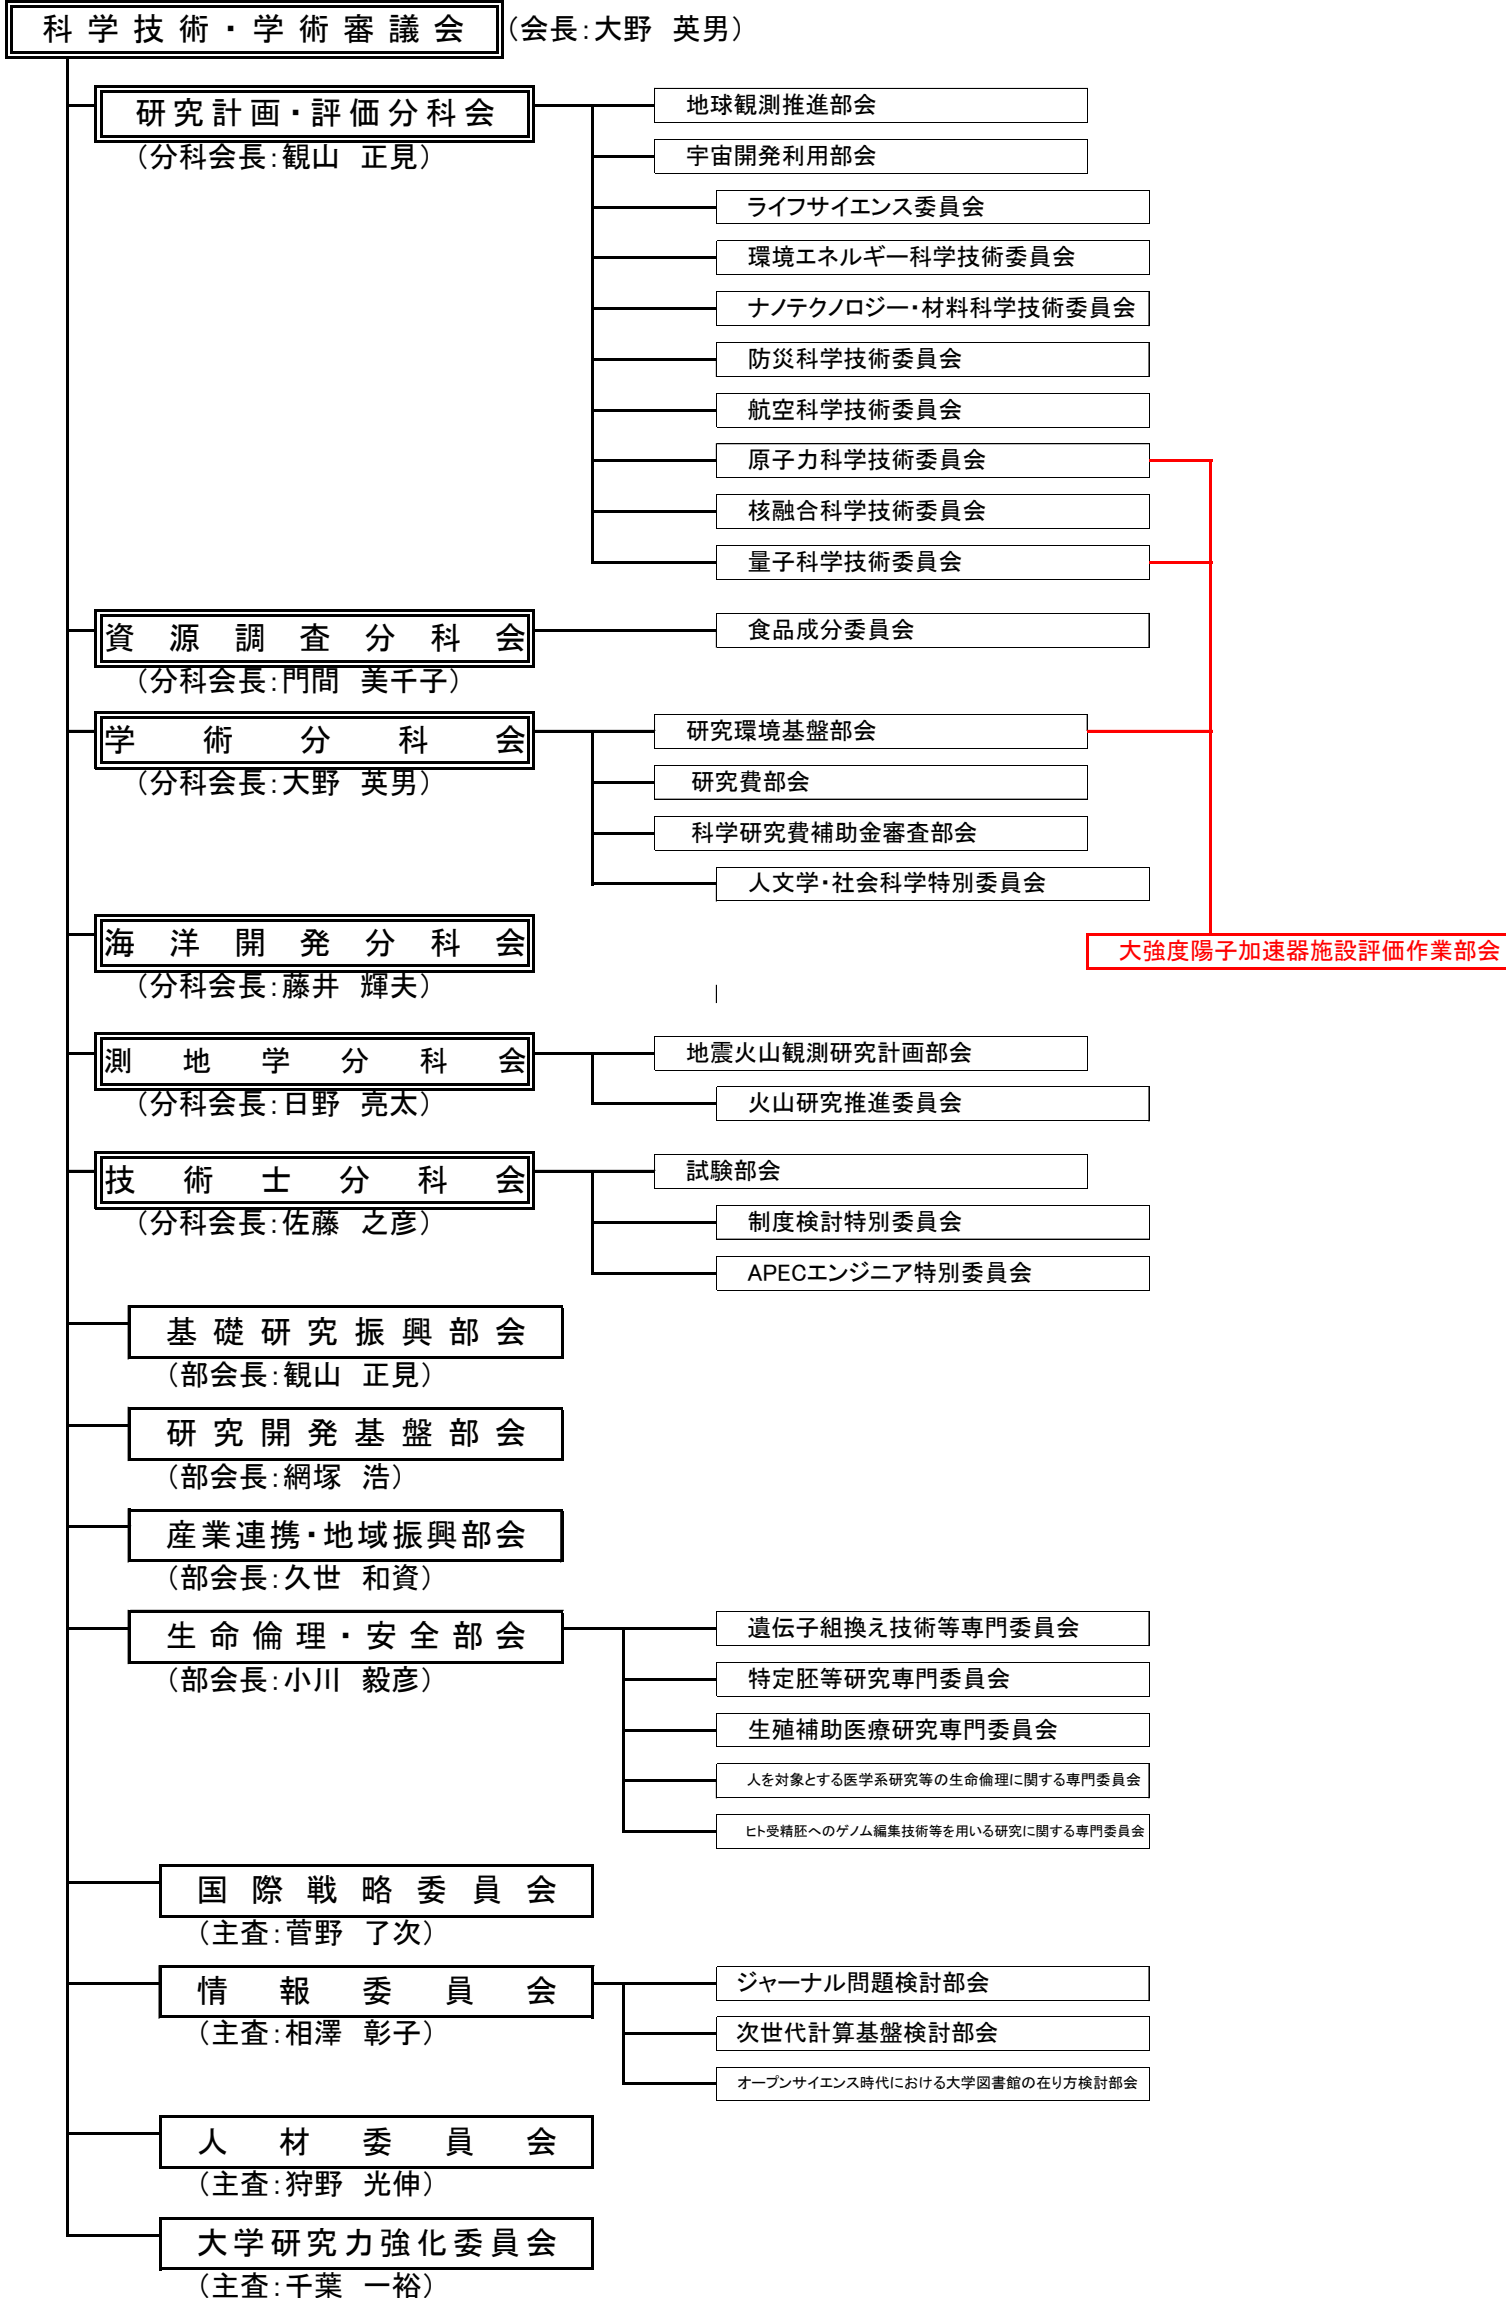 科学技術・学術審議会 （会長：大野　英男）
研究計画・評価分科会
（分科会長：観山　正見）
地球観測推進部会
宇宙開発利用部会
ライフサイエンス委員会
環境エネルギー科学技術委員会
ナノテクノロジー・材料科学技術委員会
防災科学技術委員会
航空科学技術委員会
原子力科学技術委員会
核融合科学技術委員会
量子科学技術委員会
資源調査分科会
（分科会長：門間　美千子）
食品成分委員会
学術分科会
（分科会長：大野　英男）
研究環境基盤部会
研究費部会
科学研究費補助金審査部会
人文学・社会科学特別委員会
大強度陽子加速器施設評価作業部会
海洋開発分科会
（分科会長：藤井　輝夫）
測地学分科会
（分科会長：日野　亮太）
地震火山観測研究計画部会
火山研究推進委員会
技術士分科会
（分科会長：佐藤　之彦）
試験部会
制度検討特別委員会
APECエンジニア特別委員会
基礎研究振興部会
（部会長：観山　正見）
研究開発基盤部会
（部会長：網塚　浩）
産業連携・地域振興部会
（部会長：久世　和資）
生命倫理・安全部会
（部会長：小川　毅彦）
遺伝子組換え技術等専門委員会
特定胚等研究専門委員会
生殖補助医療研究専門委員会
人を対象とする医学系研究等の生命倫理に関する専門委員会
ヒト受精胚へのゲノム編集技術等を用いる研究に関する専門委員会
国際戦略委員会
（主査：菅野　了次）
情報委員会
（主査：相澤　彰子）
ジャーナル問題検討部会
次世代計算基盤検討部会
オープンサイエンス時代における大学図書館の在り方検討部会
人材委員会
（主査：狩野　光伸）
大学研究力強化委員会
（主査：千葉　一裕）